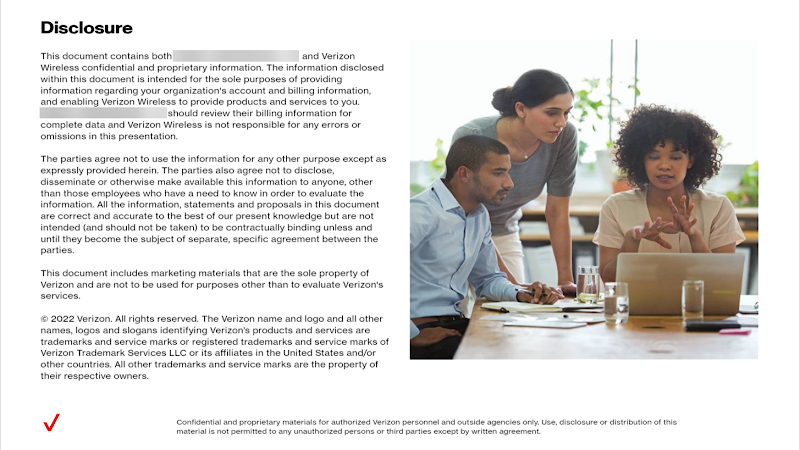 Disclosure
This document contains both and Verizon
Wireless confidential and proprietary information. The information disclosed
within this document is intended for the sole purposes of providing
information regarding your organization's account and billing information,
and enabling Verizon Wireless to provide products and services to you.
should review their billing information for
complete data and Verizon Wireless is not responsible for any errors or
omissions in this presentation.
The parties agree not to use the information for any other purpose except as
expressly provided herein. The parties also agree not to disclose,
disseminate or otherwise make available this information to anyone, other
than those employees who have a need to know in order to evaluate the
information. All the information, statements and proposals in this document
are correct and accurate to the best of our present knowledge but are not
intended (and should not be taken) to be contractually binding unless and
until they become the subject of separate, specific agreement between the
parties.
This document includes marketing materials that are the sole property of
Verizon and are not to be used for purposes other than to evaluate Verizon's
services.
© 2022 Verizon. All rights reserved. The Verizon name and logo and all other
names, logos and slogans identifying Verizon's products and services are
trademarks and service marks or registered trademarks and service marks of
Verizon Trademark Services LLC or its affiliates in the United States and/or
other countries. All other trademarks and service marks are the property of
their respective owners.
Confidential and proprietary materials for authorized Verizon personnel and outside agencies only. Use, disclosure or distribution of this
material is not permitted to any unauthorized persons or third parties except by written agreement.